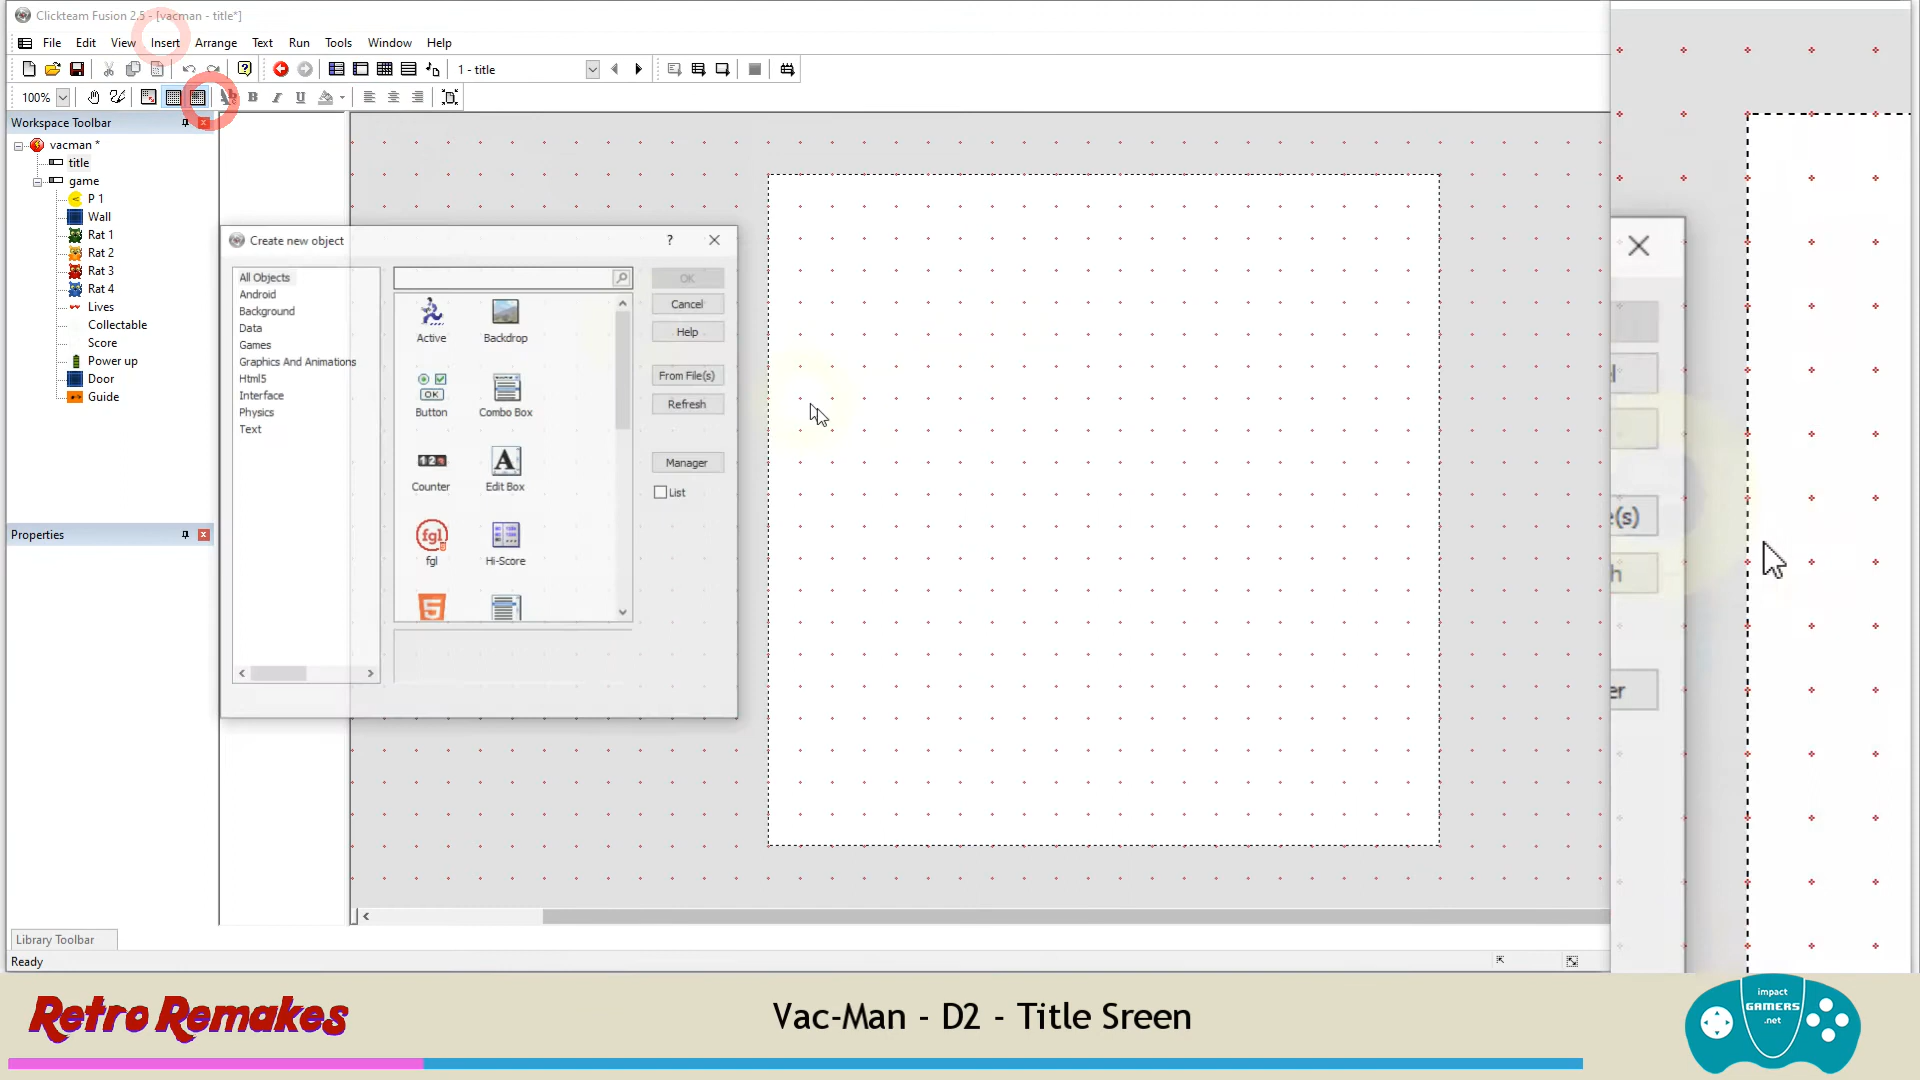 Clickteam Fusion 2.5 - [vacman - title*]
File Edit View Insert Arrange Text Run Tools Window Help
1 - title
100%
Workspace Toolbar
vacman *
title
game
P 1
Wall
Rat 1
Rat 2
Rat 3
Rat 4
Lives
Collectable
Score
Power up
Door
Guide
Properties
Library Toolbar
Ready
Create new object
All Objects
Android
Background
Data
Games
Graphics And Animations
Html5
Interface
Physics
Text
Active Backdrop
OK
Button Combo Box
Counter Edit Box
fgl
fgl Hi-Score
OK
Cancel
Help
From File(s)
Refresh
Manager
List
e(s)
h
er
Retro Remakes
Vac-Man - D2 - Title Sreen
impact
GAMERS
.net